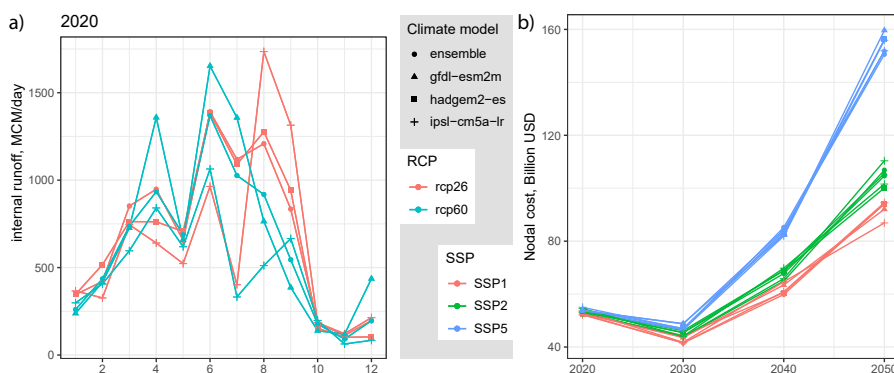 a)
2020
internal runoff, MCM/day
1500
1000
500
0
2 4 6 8 10 12
Climate model
ensemble
gfdl−esm2m
hadgem2−es
ipsl−cm5a−lr
RCP
rcp26
rcp60
SSP
SSP1
SSP2
SSP5
b)
Nodal cost, Billion USD
160
120
80
40
2020 2030 2040 2050